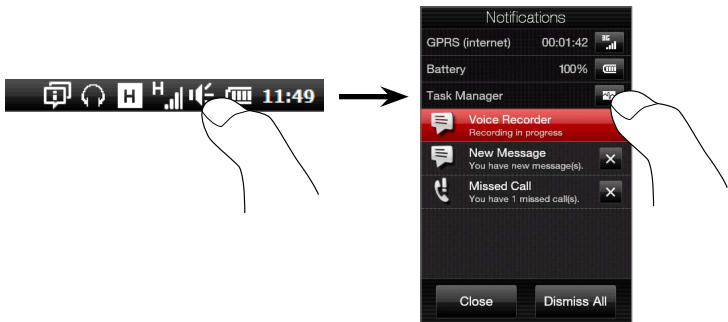 H H 11:49
Notifications
GPRS (internet) 00:01:42 3G
Battery 100%
Task Manager
Voice Recorder
Recording in progress
New Message
You have new message(s).
Missed Call
You have 1 missed call(s).
Close Dismiss All